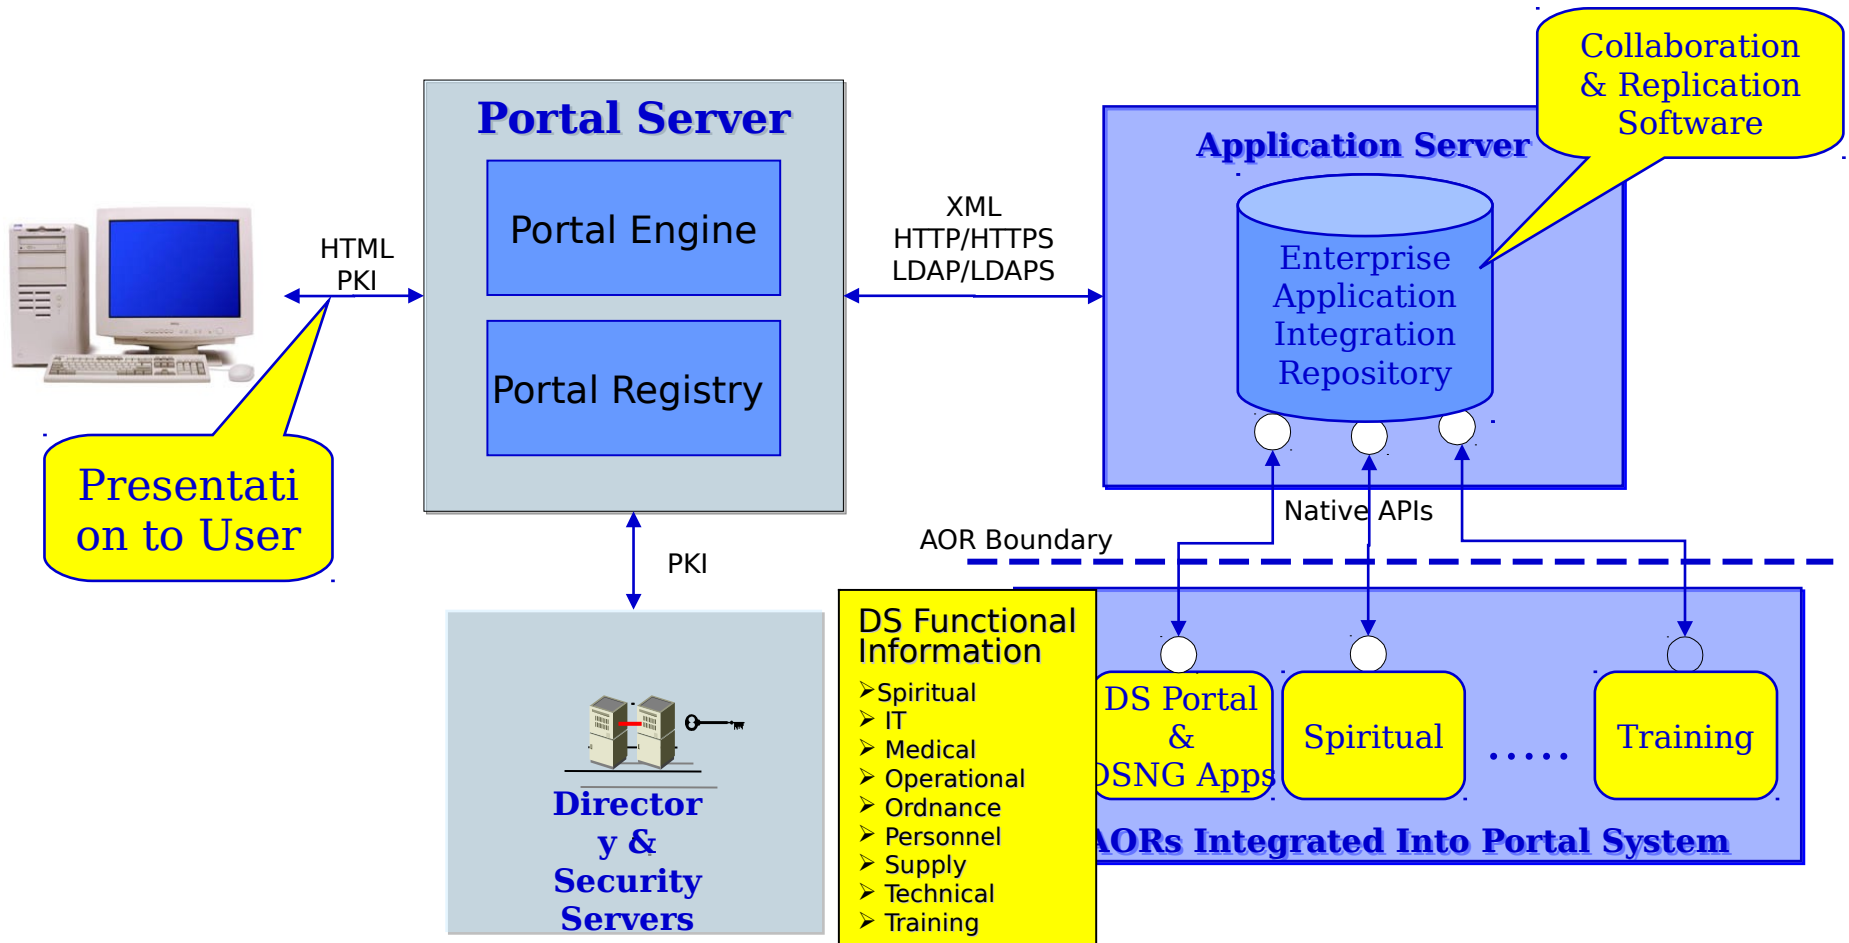 Collaboration
& Replication
Software
Portal Server
Application Server
Portal Engine
XML
HTTP/HTTPS
LDAP/LDAPS
HTML
PKI
Enterprise
Application
Integration
Repository
Portal Registry
Presentati
on to User
Native APIs
AOR Boundary
PKI
DS Functional
Information
➢Spiritual
➢ IT
➢ Medical
➢ Operational
➢ Ordnance
➢ Personnel
➢ Supply
➢ Technical
➢ Training
DS Portal
&
DSNG Apps
Spiritual
.....
Training
AORs Integrated Into Portal System
Director
y &
Security
Servers